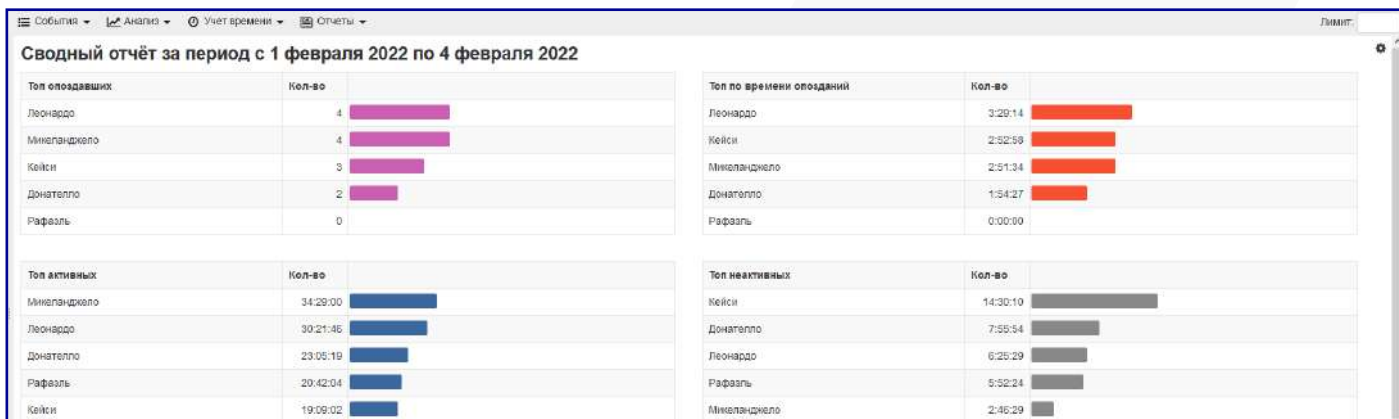 События Анализ Учет времени Отчеты Лимит:
Сводный отчёт за период с 1 февраля 2022 по 4 февраля 2022
Топ опоздавших Кол-во
Леонардо 4
Микеланджело 4
Кейси 3
Донателло 2
Рафаэль 0
Топ по времени опозданий Кол-во
Леонардо 3:29:14
Кейси 2:52:58
Микеланджело 2:51:34
Донателло 1:54:27
Рафаэль 0:00:00
Топ активных Кол-во
Микеланджело 34:29:00
Леонардо 30:21:46
Донателло 23:05:19
Рафаэль 20:42:04
Кейси 19:09:02
Топ неактивных Кол-во
Кейси 14:30:10
Донателло 7:55:54
Леонардо 6:25:29
Рафаэль 5:52:24
Микеланджело 2:46:29